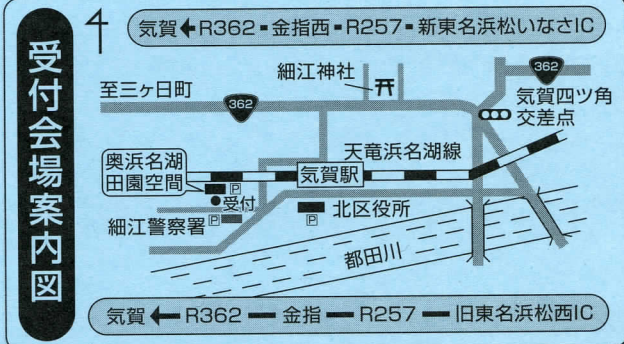 受付会場案内図
気賀←R362-金指西-R257-新東名浜松いなさIC
362
細江神社
至三ヶ日町
362
気賀四ツ角
交差点
天竜浜名湖線
奥浜名湖
田園空間
P
気賀駅
受付
P
細江警察署
P
北区役所
都田川
気賀←R362—金指—R257—旧東名浜松西IC